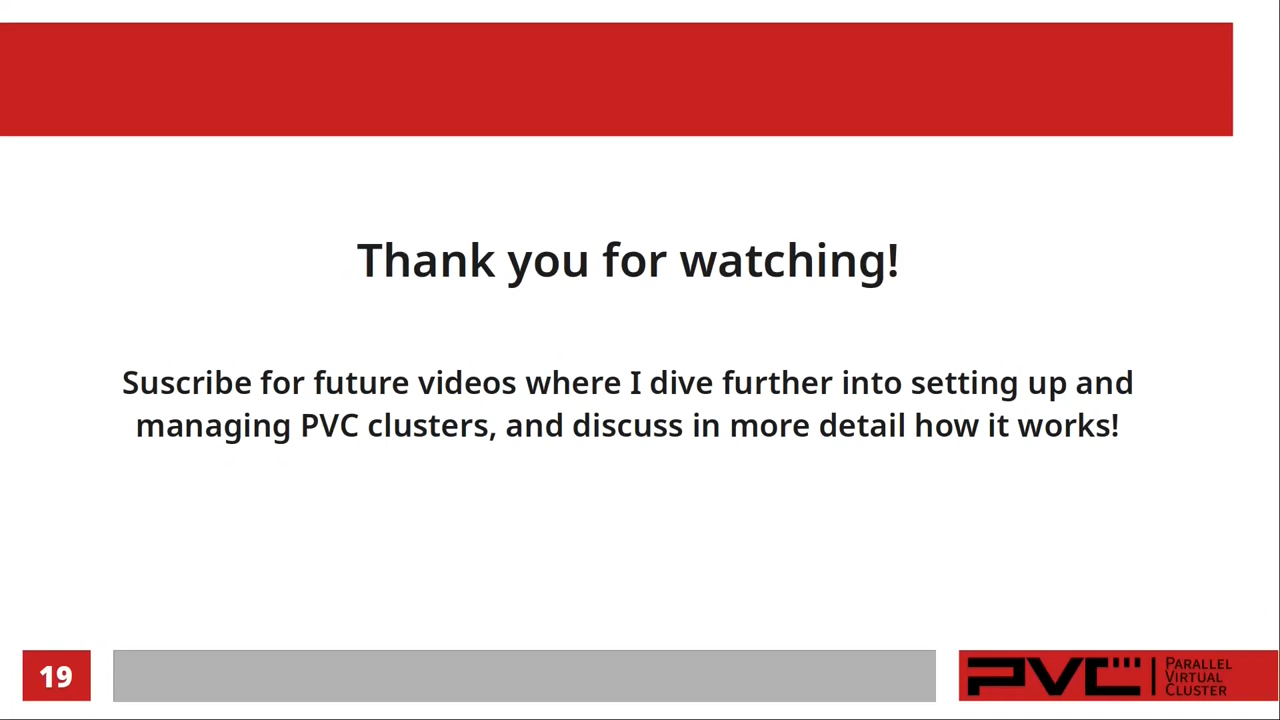 Thank you for watching!
Suscribe for future videos where I dive further into setting up and
managing PVC clusters, and discuss in more detail how it works!
19
PVC
PARALLEL
VIRTUAL
CLUSTER